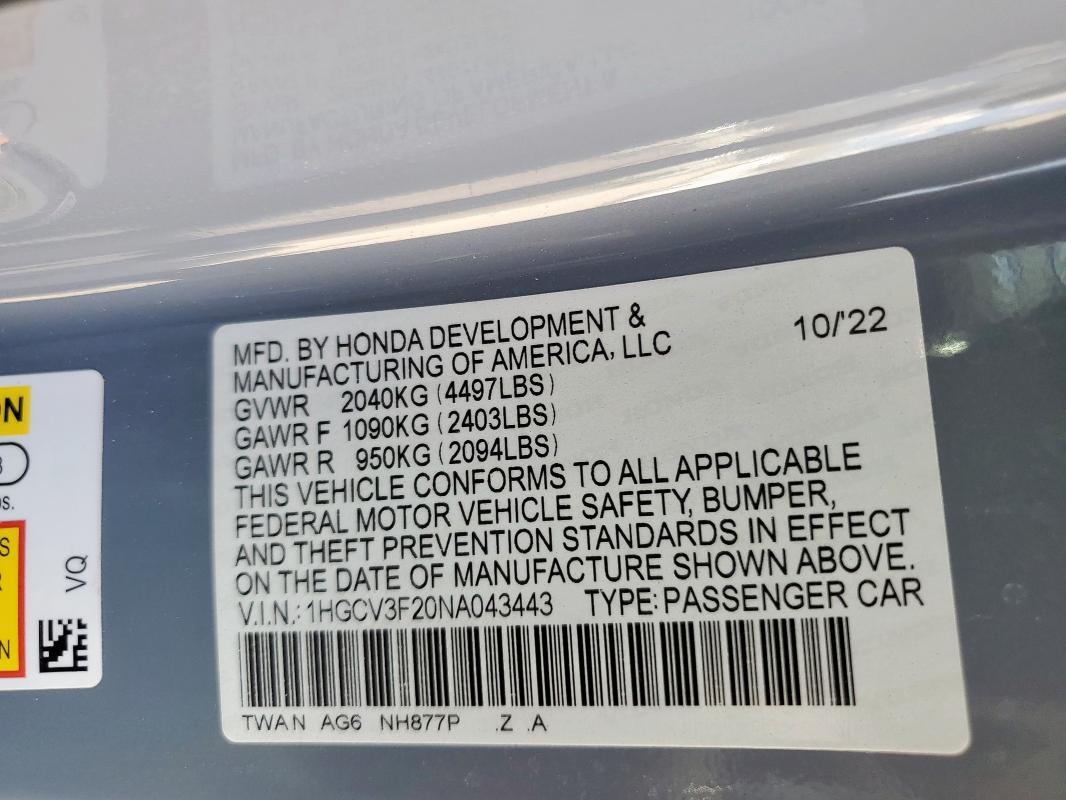 MFD. BY HONDA DEVELOPMENT &
MANUFACTURING OF AMERICA, LLC
10/'22
GVWR 2040KG (4497LBS)
GAWR F 1090KG (2403LBS)
GAWR R 950KG (2094LBS)
THIS VEHICLE CONFORMS TO ALL APPLICABLE
FEDERAL MOTOR VEHICLE SAFETY, BUMPER,
AND THEFT PREVENTION STANDARDS IN EFFECT
ON THE DATE OF MANUFACTURE SHOWN ABOVE.
V.I.N.: 1HGCV3F20NA043443 TYPE: PASSENGER CAR
TWAN AG6 NH877P .Z .A
VQ